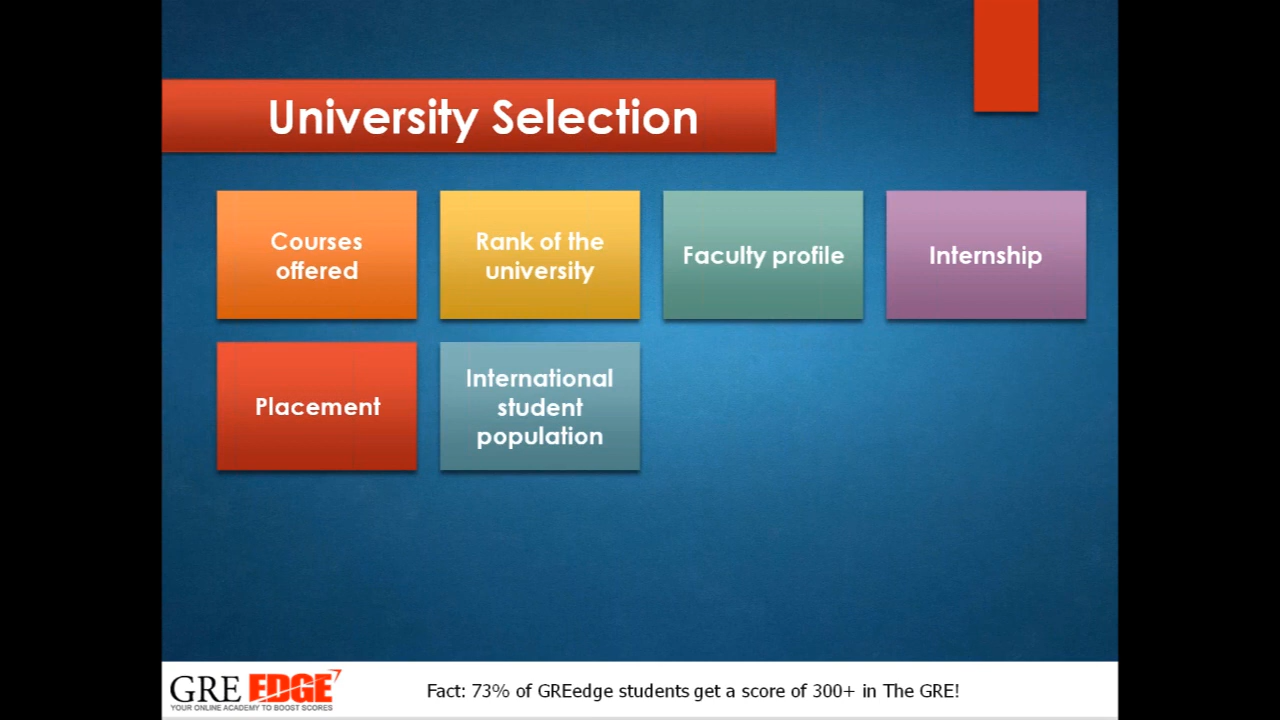 University Selection
Courses
offered
Rank of the
university
Faculty profile
Internship
Placement
International
student
population
GRE EDGE
YOUR ONLINE ACADEMY TO BOOST SCORES
Fact: 73% of GREedge students get a score of 300+ in The GRE!